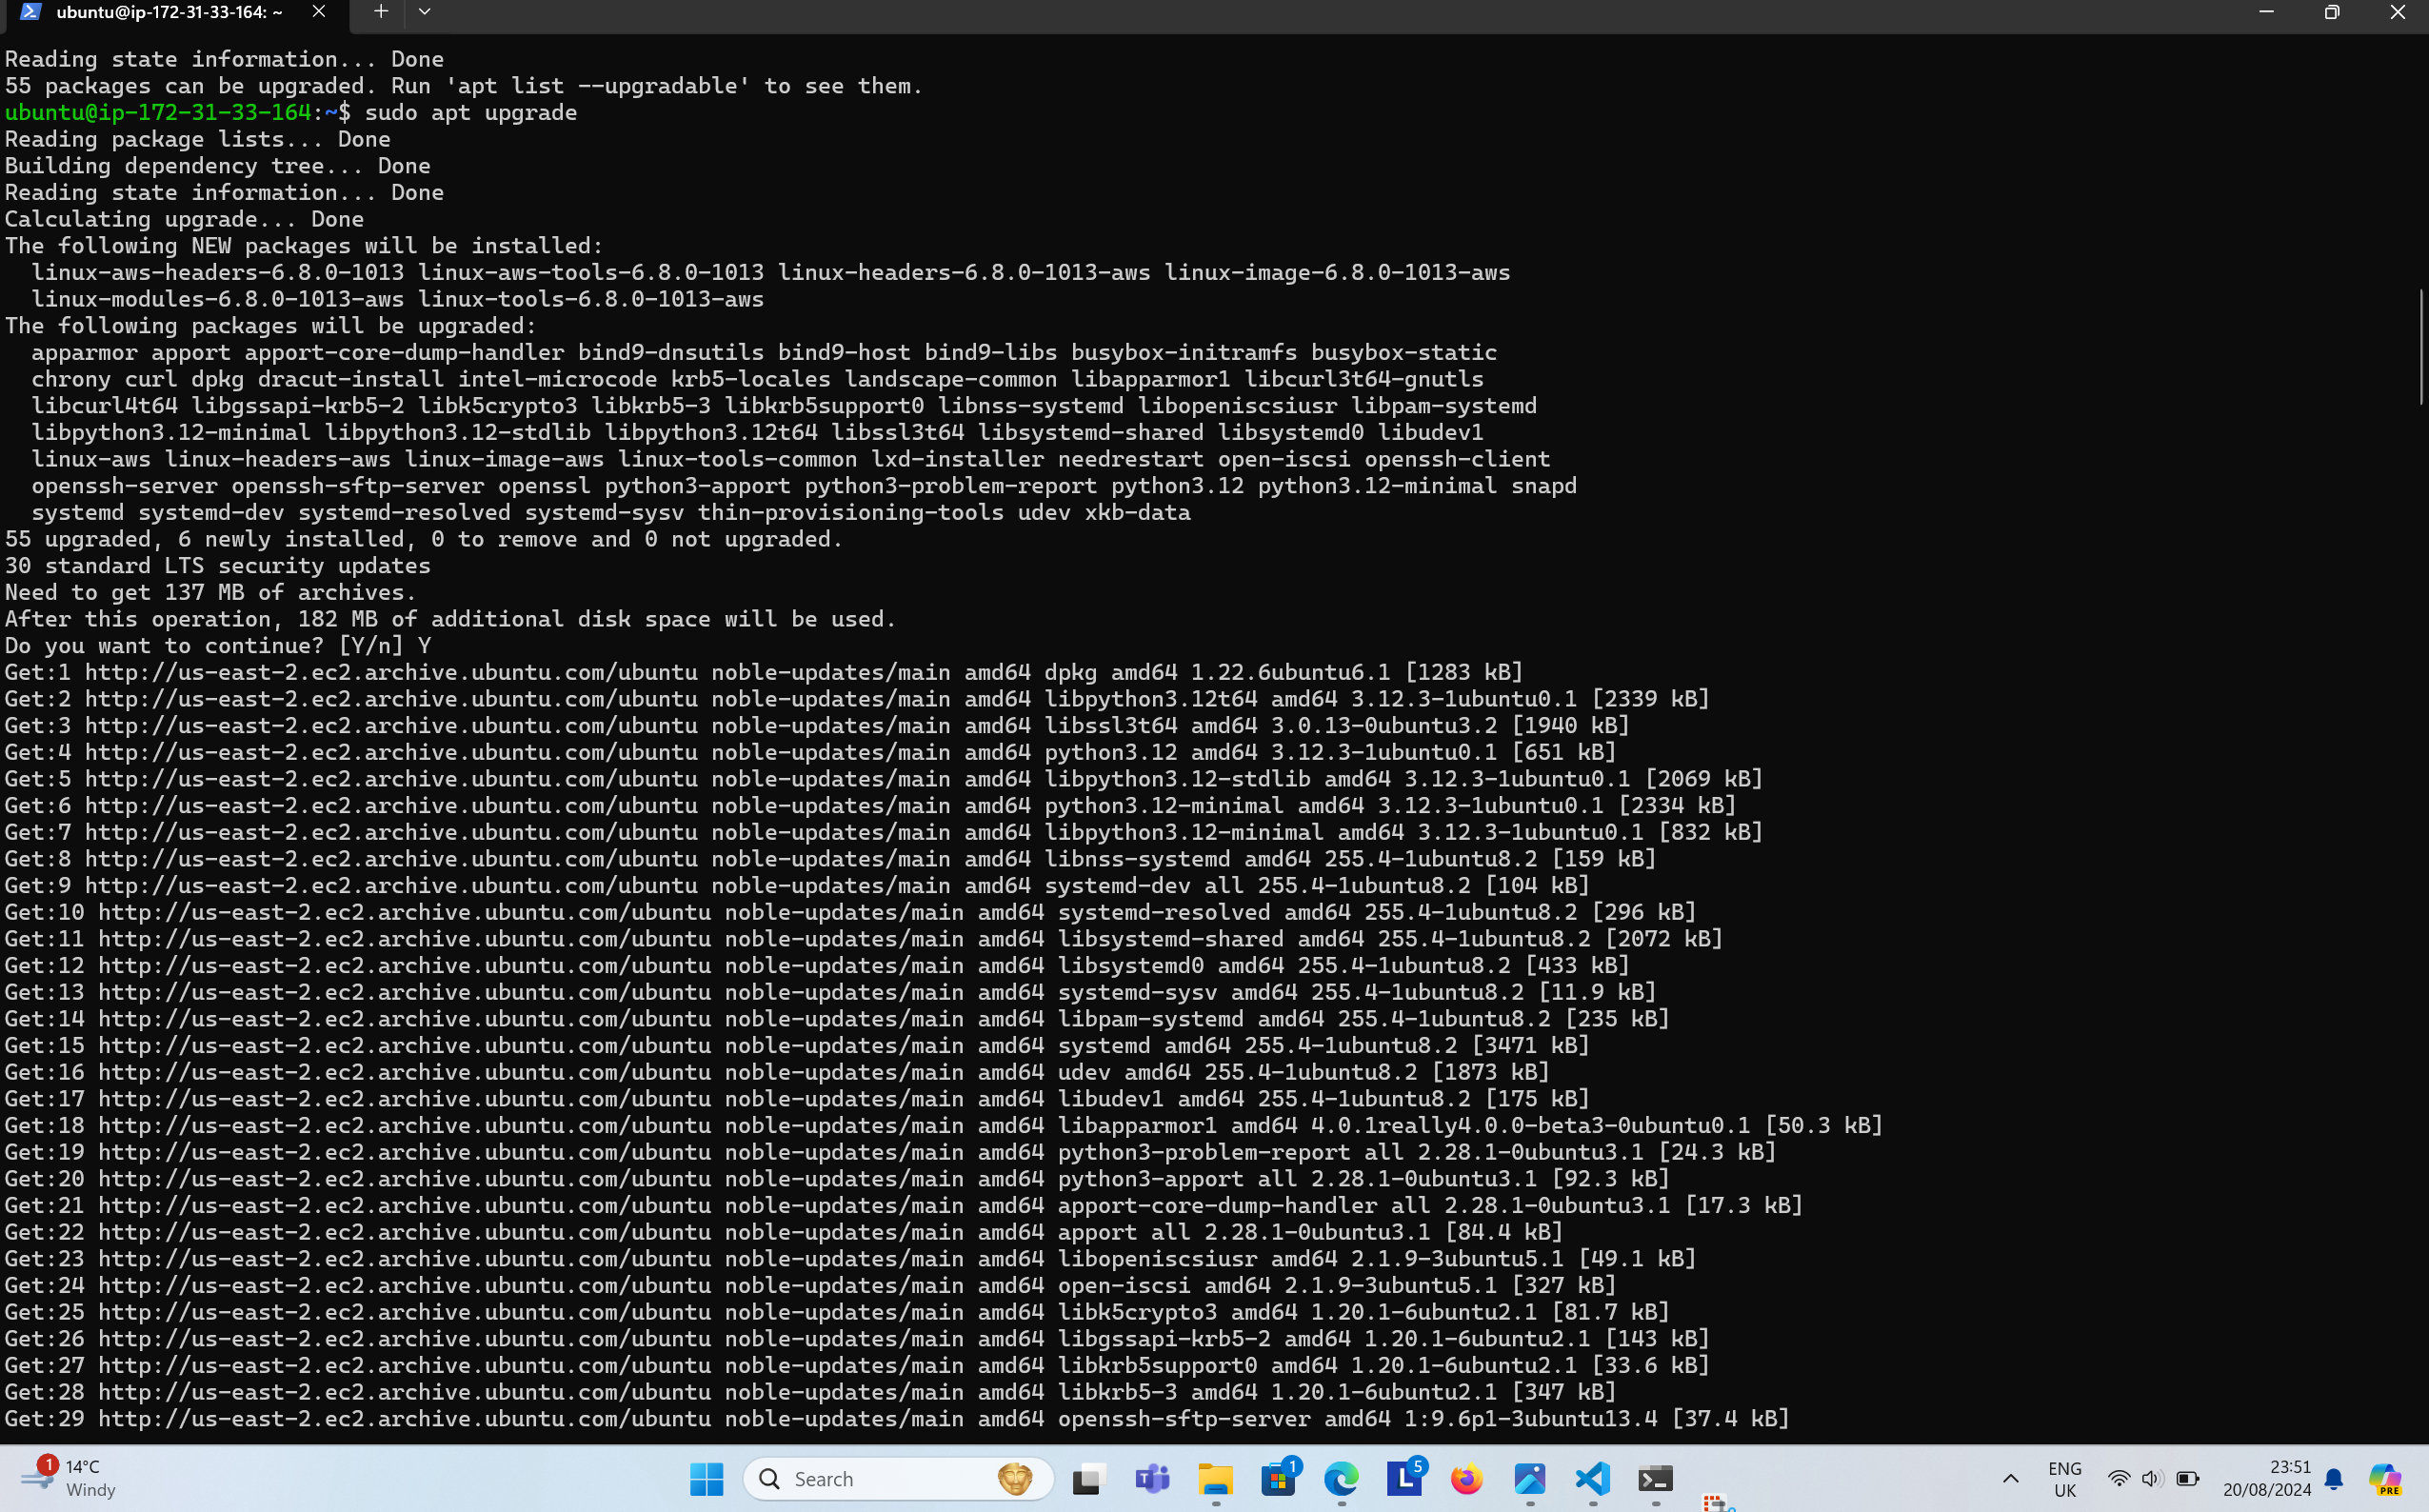 ubuntu@ip-172-31-33-164: ~
Reading state information... Done
55 packages can be upgraded. Run 'apt list --upgradable' to see them.
ubuntu@ip-172-31-33-164:~$ sudo apt upgrade
Reading package lists... Done
Building dependency tree... Done
Reading state information... Done
Calculating upgrade... Done
The following NEW packages will be installed:
  linux-aws-headers-6.8.0-1013 linux-aws-tools-6.8.0-1013 linux-headers-6.8.0-1013-aws linux-image-6.8.0-1013-aws
  linux-modules-6.8.0-1013-aws linux-tools-6.8.0-1013-aws
The following packages will be upgraded:
  apparmor apport apport-core-dump-handler bind9-dnsutils bind9-host bind9-libs busybox-initramfs busybox-static
  chrony curl dpkg dracut-install intel-microcode krb5-locales landscape-common libapparmor1 libcurl3t64-gnutls
  libcurl4t64 libgssapi-krb5-2 libk5crypto3 libkrb5-3 libkrb5support0 libnss-systemd libopeniscsiusr libpam-systemd
  libpython3.12-minimal libpython3.12-stdlib libpython3.12t64 libssl3t64 libsystemd-shared libsystemd0 libudev1
  linux-aws linux-headers-aws linux-image-aws linux-tools-common lxd-installer needrestart open-iscsi openssh-client
  openssh-server openssh-sftp-server openssl python3-apport python3-problem-report python3.12 python3.12-minimal snapd
  systemd systemd-dev systemd-resolved systemd-sysv thin-provisioning-tools udev xkb-data
55 upgraded, 6 newly installed, 0 to remove and 0 not upgraded.
30 standard LTS security updates
Need to get 137 MB of archives.
After this operation, 182 MB of additional disk space will be used.
Do you want to continue? [Y/n] Y
Get:1 http://us-east-2.ec2.archive.ubuntu.com/ubuntu noble-updates/main amd64 dpkg amd64 1.22.6ubuntu6.1 [1283 kB]
Get:2 http://us-east-2.ec2.archive.ubuntu.com/ubuntu noble-updates/main amd64 libpython3.12t64 amd64 3.12.3-1ubuntu0.1 [2339 kB]
Get:3 http://us-east-2.ec2.archive.ubuntu.com/ubuntu noble-updates/main amd64 libssl3t64 amd64 3.0.13-0ubuntu3.2 [1940 kB]
Get:4 http://us-east-2.ec2.archive.ubuntu.com/ubuntu noble-updates/main amd64 python3.12 amd64 3.12.3-1ubuntu0.1 [651 kB]
Get:5 http://us-east-2.ec2.archive.ubuntu.com/ubuntu noble-updates/main amd64 libpython3.12-stdlib amd64 3.12.3-1ubuntu0.1 [2069 kB]
Get:6 http://us-east-2.ec2.archive.ubuntu.com/ubuntu noble-updates/main amd64 python3.12-minimal amd64 3.12.3-1ubuntu0.1 [2334 kB]
Get:7 http://us-east-2.ec2.archive.ubuntu.com/ubuntu noble-updates/main amd64 libpython3.12-minimal amd64 3.12.3-1ubuntu0.1 [832 kB]
Get:8 http://us-east-2.ec2.archive.ubuntu.com/ubuntu noble-updates/main amd64 libnss-systemd amd64 255.4-1ubuntu8.2 [159 kB]
Get:9 http://us-east-2.ec2.archive.ubuntu.com/ubuntu noble-updates/main amd64 systemd-dev all 255.4-1ubuntu8.2 [104 kB]
Get:10 http://us-east-2.ec2.archive.ubuntu.com/ubuntu noble-updates/main amd64 systemd-resolved amd64 255.4-1ubuntu8.2 [296 kB]
Get:11 http://us-east-2.ec2.archive.ubuntu.com/ubuntu noble-updates/main amd64 libsystemd-shared amd64 255.4-1ubuntu8.2 [2072 kB]
Get:12 http://us-east-2.ec2.archive.ubuntu.com/ubuntu noble-updates/main amd64 libsystemd0 amd64 255.4-1ubuntu8.2 [433 kB]
Get:13 http://us-east-2.ec2.archive.ubuntu.com/ubuntu noble-updates/main amd64 systemd-sysv amd64 255.4-1ubuntu8.2 [11.9 kB]
Get:14 http://us-east-2.ec2.archive.ubuntu.com/ubuntu noble-updates/main amd64 libpam-systemd amd64 255.4-1ubuntu8.2 [235 kB]
Get:15 http://us-east-2.ec2.archive.ubuntu.com/ubuntu noble-updates/main amd64 systemd amd64 255.4-1ubuntu8.2 [3471 kB]
Get:16 http://us-east-2.ec2.archive.ubuntu.com/ubuntu noble-updates/main amd64 udev amd64 255.4-1ubuntu8.2 [1873 kB]
Get:17 http://us-east-2.ec2.archive.ubuntu.com/ubuntu noble-updates/main amd64 libudev1 amd64 255.4-1ubuntu8.2 [175 kB]
Get:18 http://us-east-2.ec2.archive.ubuntu.com/ubuntu noble-updates/main amd64 libapparmor1 amd64 4.0.1really4.0.0-beta3-0ubuntu0.1 [50.3 kB]
Get:19 http://us-east-2.ec2.archive.ubuntu.com/ubuntu noble-updates/main amd64 python3-problem-report all 2.28.1-0ubuntu3.1 [24.3 kB]
Get:20 http://us-east-2.ec2.archive.ubuntu.com/ubuntu noble-updates/main amd64 python3-apport all 2.28.1-0ubuntu3.1 [92.3 kB]
Get:21 http://us-east-2.ec2.archive.ubuntu.com/ubuntu noble-updates/main amd64 apport-core-dump-handler all 2.28.1-0ubuntu3.1 [17.3 kB]
Get:22 http://us-east-2.ec2.archive.ubuntu.com/ubuntu noble-updates/main amd64 apport all 2.28.1-0ubuntu3.1 [84.4 kB]
Get:23 http://us-east-2.ec2.archive.ubuntu.com/ubuntu noble-updates/main amd64 libopeniscsiusr amd64 2.1.9-3ubuntu5.1 [49.1 kB]
Get:24 http://us-east-2.ec2.archive.ubuntu.com/ubuntu noble-updates/main amd64 open-iscsi amd64 2.1.9-3ubuntu5.1 [327 kB]
Get:25 http://us-east-2.ec2.archive.ubuntu.com/ubuntu noble-updates/main amd64 libk5crypto3 amd64 1.20.1-6ubuntu2.1 [81.7 kB]
Get:26 http://us-east-2.ec2.archive.ubuntu.com/ubuntu noble-updates/main amd64 libgssapi-krb5-2 amd64 1.20.1-6ubuntu2.1 [143 kB]
Get:27 http://us-east-2.ec2.archive.ubuntu.com/ubuntu noble-updates/main amd64 libkrb5support0 amd64 1.20.1-6ubuntu2.1 [33.6 kB]
Get:28 http://us-east-2.ec2.archive.ubuntu.com/ubuntu noble-updates/main amd64 libkrb5-3 amd64 1.20.1-6ubuntu2.1 [347 kB]
Get:29 http://us-east-2.ec2.archive.ubuntu.com/ubuntu noble-updates/main amd64 openssh-sftp-server amd64 1:9.6p1-3ubuntu13.4 [37.4 kB]
1
14°C
Windy
Search
T
1
L
5
ENG
UK
23:51
20/08/2024
PRE